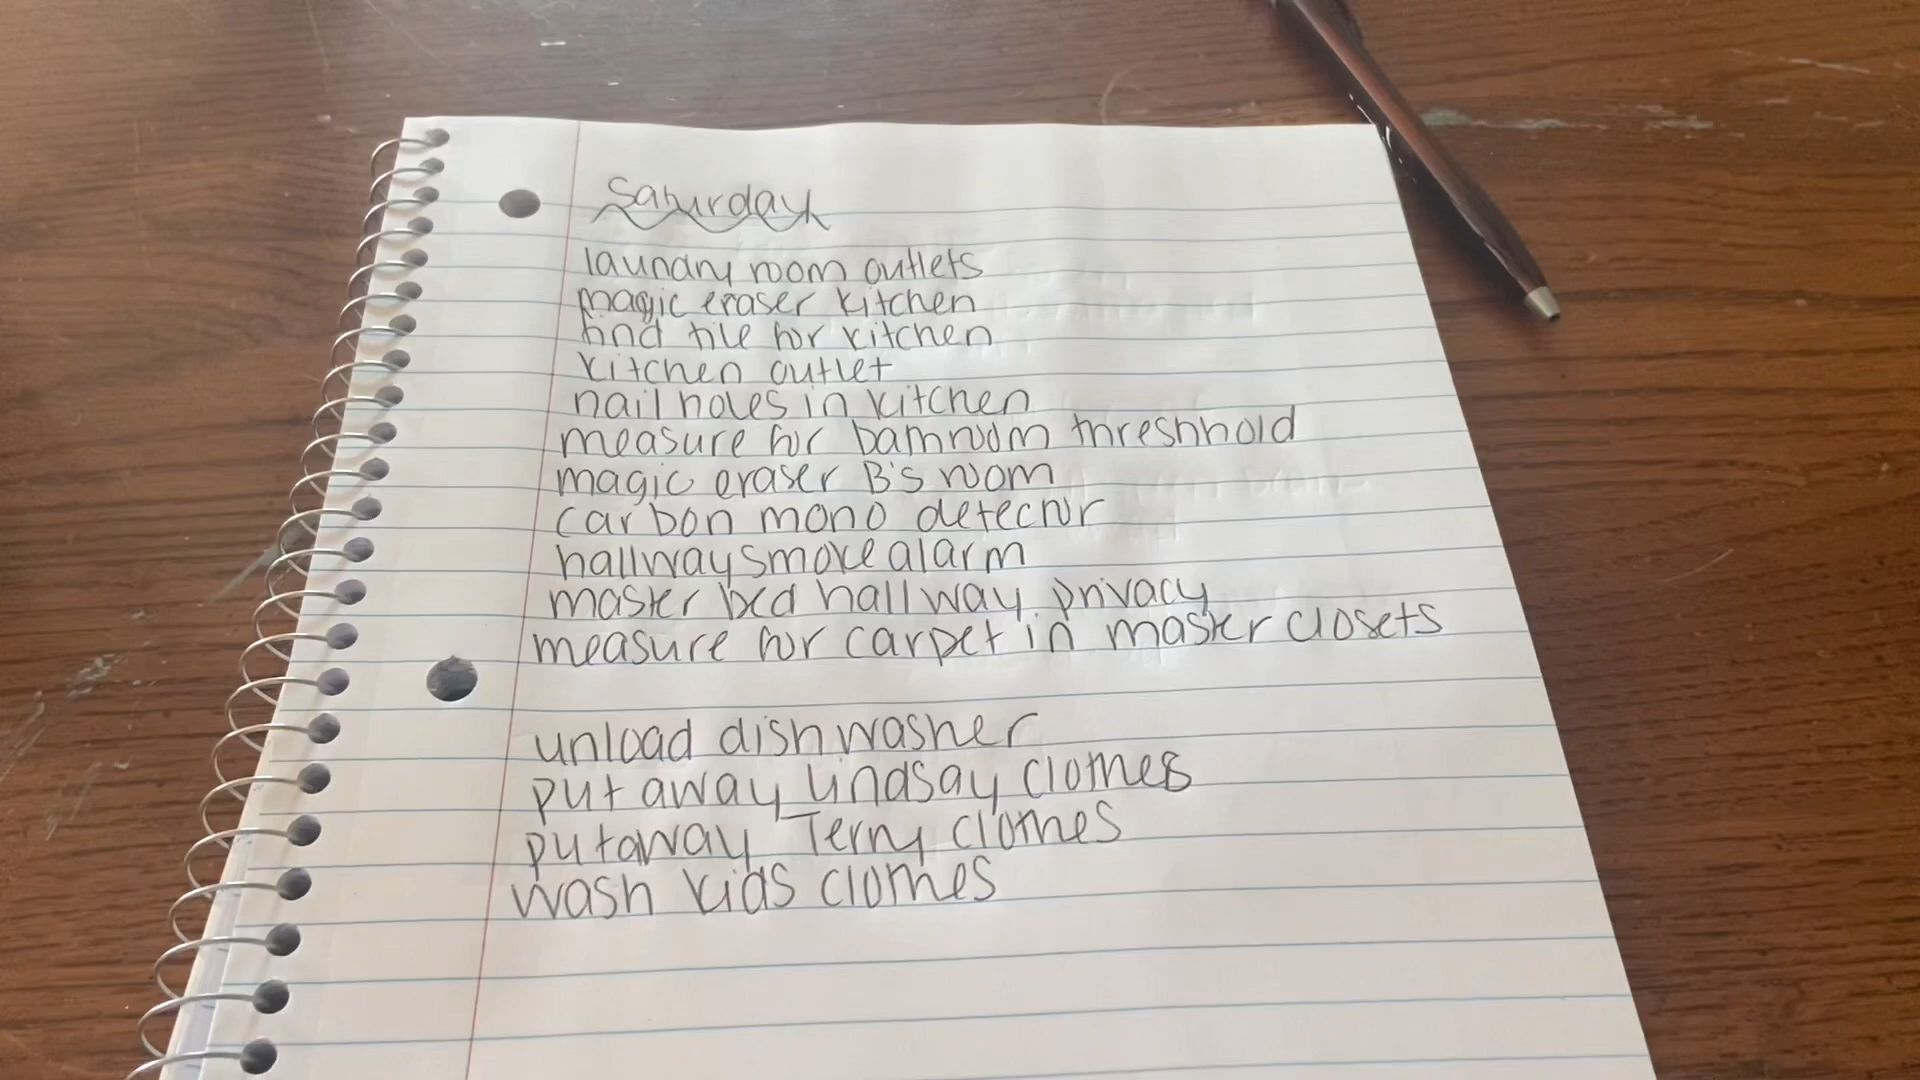 Saturday
laundry room outlets
magic eraser kitchen
find tile for kitchen
kitchen outlet
nail holes in kitchen
measure for bathroom threshhold
magic eraser B's room
carbon mono detector
hallway smoke alarm
master bed hallway privacy
measure for carpet in master closets
unload dishwasher
put away Lindsay clothes
put away Terry clothes
wash kids clothes